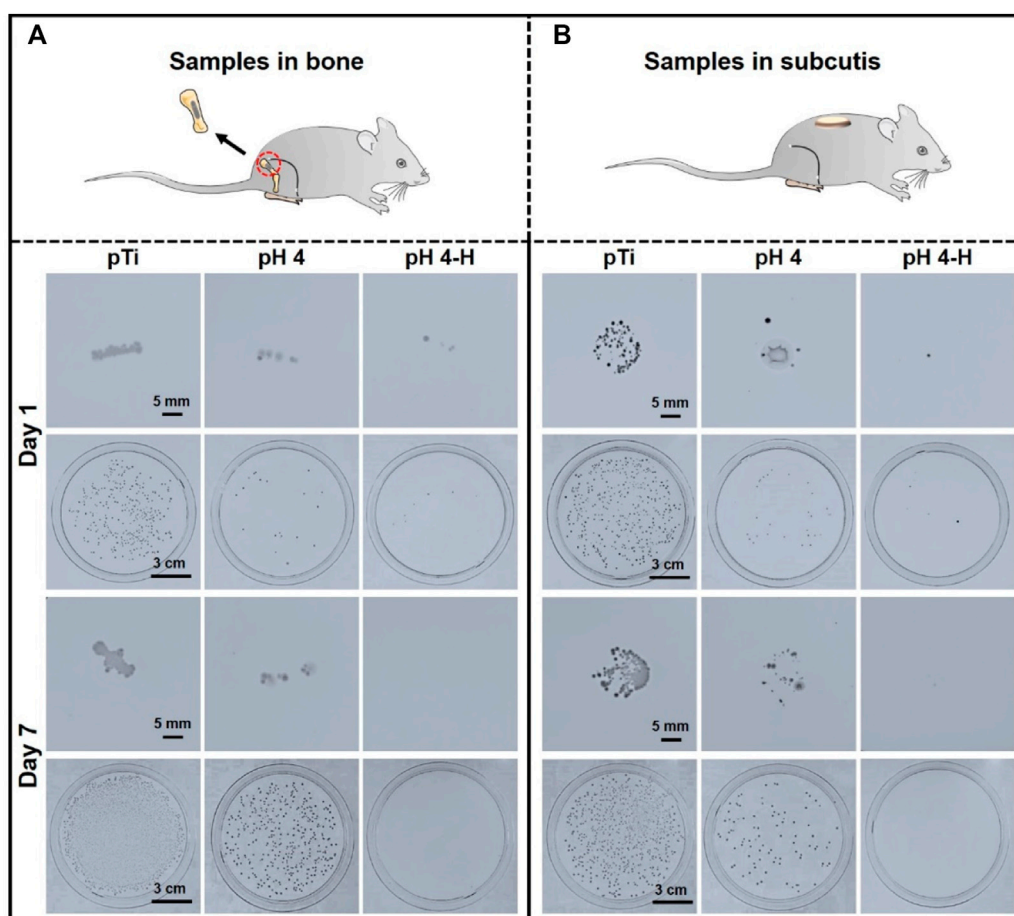 A
Samples in bone
B
Samples in subcutis
pTi pH 4 pH 4-H
pTi pH 4 pH 4-H
Day 1
5 mm
5 mm
3 cm
3 cm
Day 7
5 mm
5 mm
3 cm
3 cm